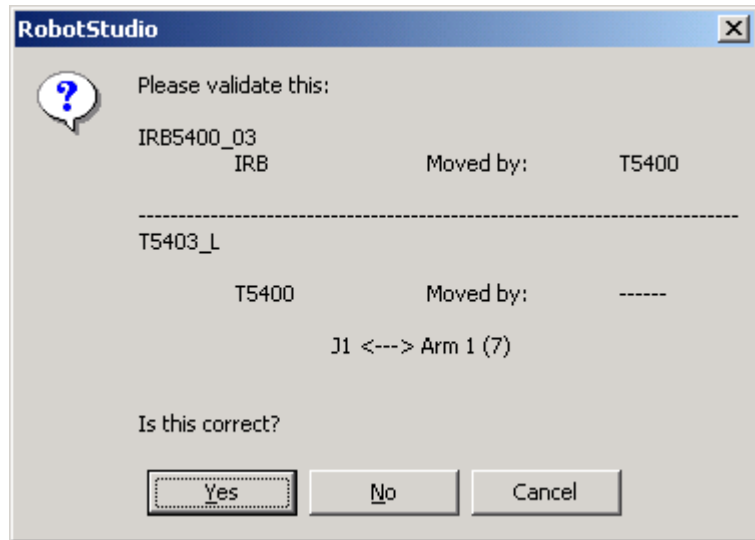 RobotStudio
Please validate this:
IRB5400_03
IRB Moved by: T5400
---------------------------------------------------------------------------
T5403_L
T5400 Moved by: ------
J1 <---> Arm 1 (7)
Is this correct?
Yes No Cancel